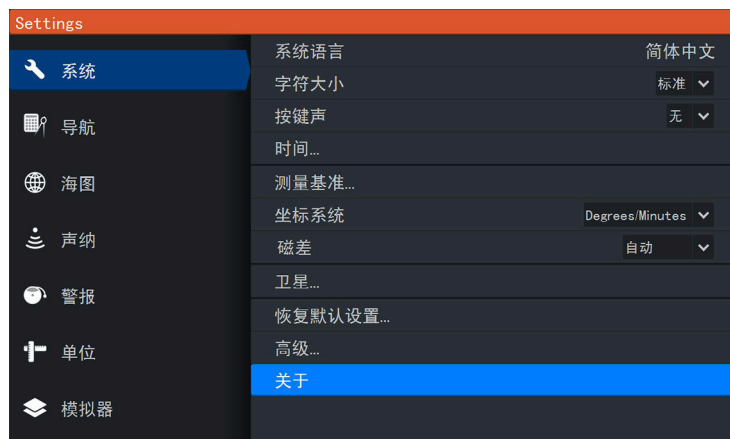 Settings
系统
导航
海图
声纳
警报
单位
模拟器
系统语言 简体中文
字符大小 标准
按键声 无
时间...
测量基准...
坐标系统 Degrees/Minutes
磁差 自动
卫星...
恢复默认设置...
高级...
关于